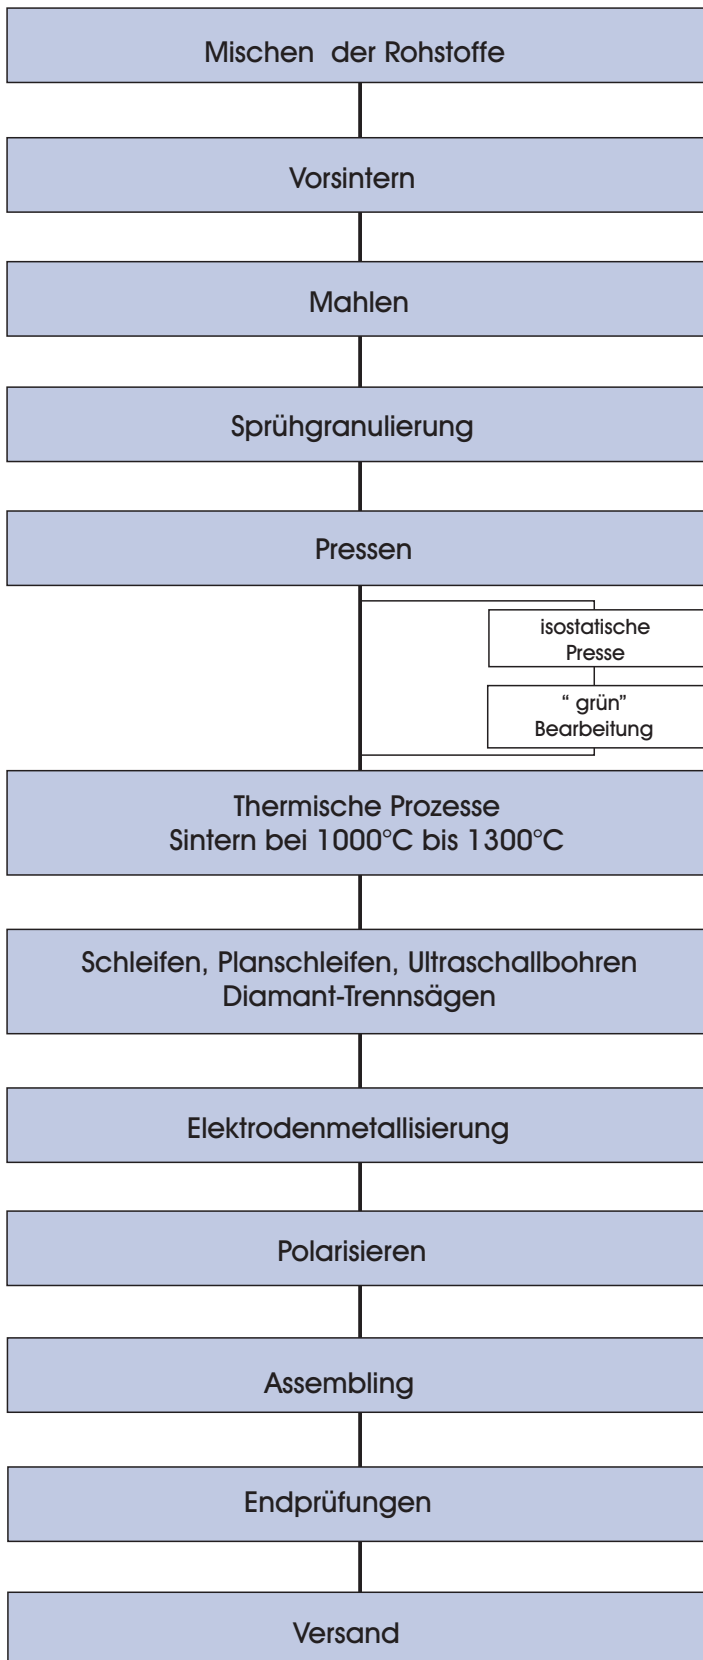 Mischen der Rohstoffe
Vorsintern
Mahlen
Sprühgranulierung
Pressen
isostatische
Presse
“ grün”
Bearbeitung
Thermische Prozesse
Sintern bei 1000°C bis 1300°C
Schleifen, Planschleifen, Ultraschallbohren
Diamant-Trennsägen
Elektrodenmetallisierung
Polarisieren
Assembling
Endprüfungen
Versand